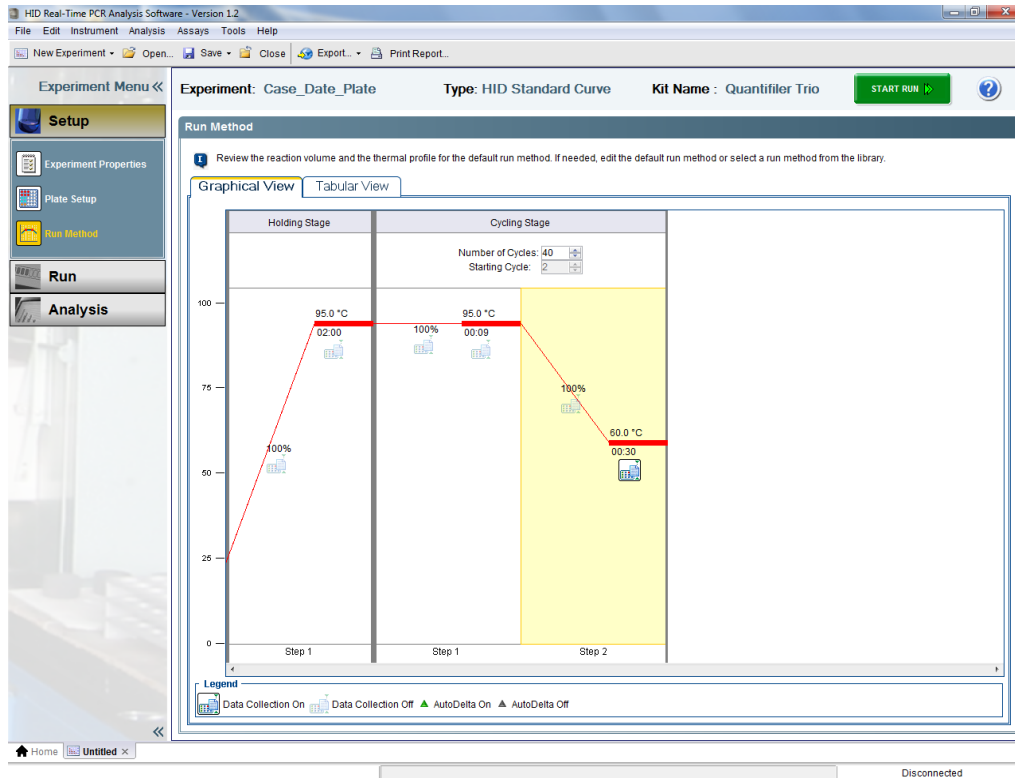 HID Real-Time PCR Analysis Software - Version 1.2
File Edit Instrument Analysis Assays Tools Help
New Experiment Open... Save Close Export... Print Report...
Experiment Menu «
Experiment: Case_Date_Plate Type: HID Standard Curve Kit Name : Quantifiler Trio START RUN ?
Setup
Experiment Properties
Plate Setup
Run Method
Run
Analysis
Run Method
Review the reaction volume and the thermal profile for the default run method. If needed, edit the default run method or select a run method from the library.
Graphical View Tabular View
Holding Stage Cycling Stage
Number of Cycles: 40
Starting Cycle: 2
100
95.0 °C 95.0 °C
02:00 100% 00:09
75
100%
60.0 °C
100% 00:30
50
25
0
Step 1 Step 1 Step 2
Legend
Data Collection On Data Collection Off AutoDelta On AutoDelta Off
«
Home Untitled ×
Disconnected